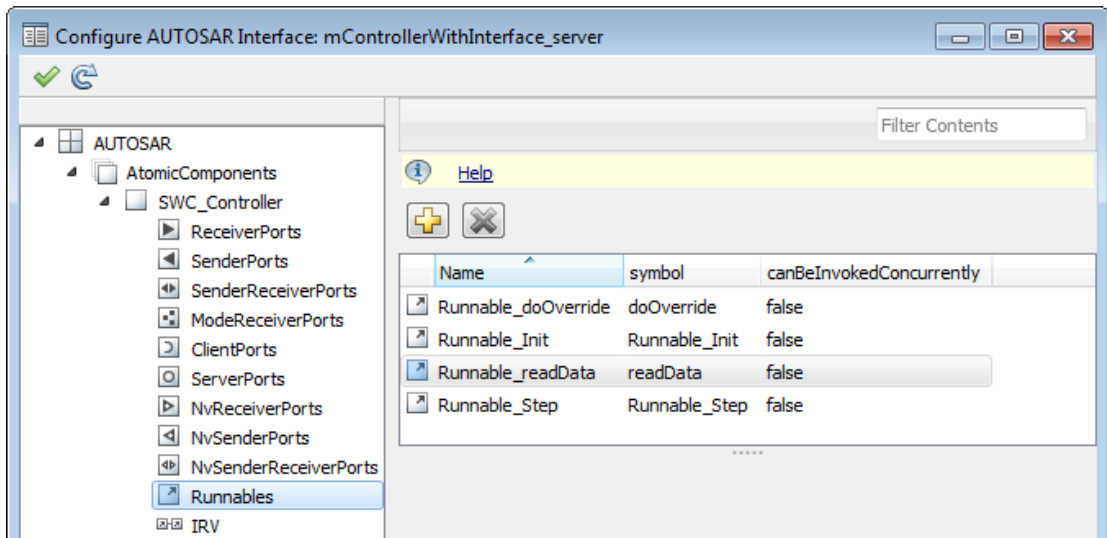 Configure AUTOSAR Interface: mControllerWithInterface_server
Filter Contents
AUTOSAR
AtomicComponents
SWC_Controller
ReceiverPorts
SenderPorts
SenderReceiverPorts
ModeReceiverPorts
ClientPorts
ServerPorts
NvReceiverPorts
NvSenderPorts
NvSenderReceiverPorts
Runnables
IRV
Help
Name symbol canBeInvokedConcurrently
Runnable_doOverride doOverride false
Runnable_Init Runnable_Init false
Runnable_readData readData false
Runnable_Step Runnable_Step false